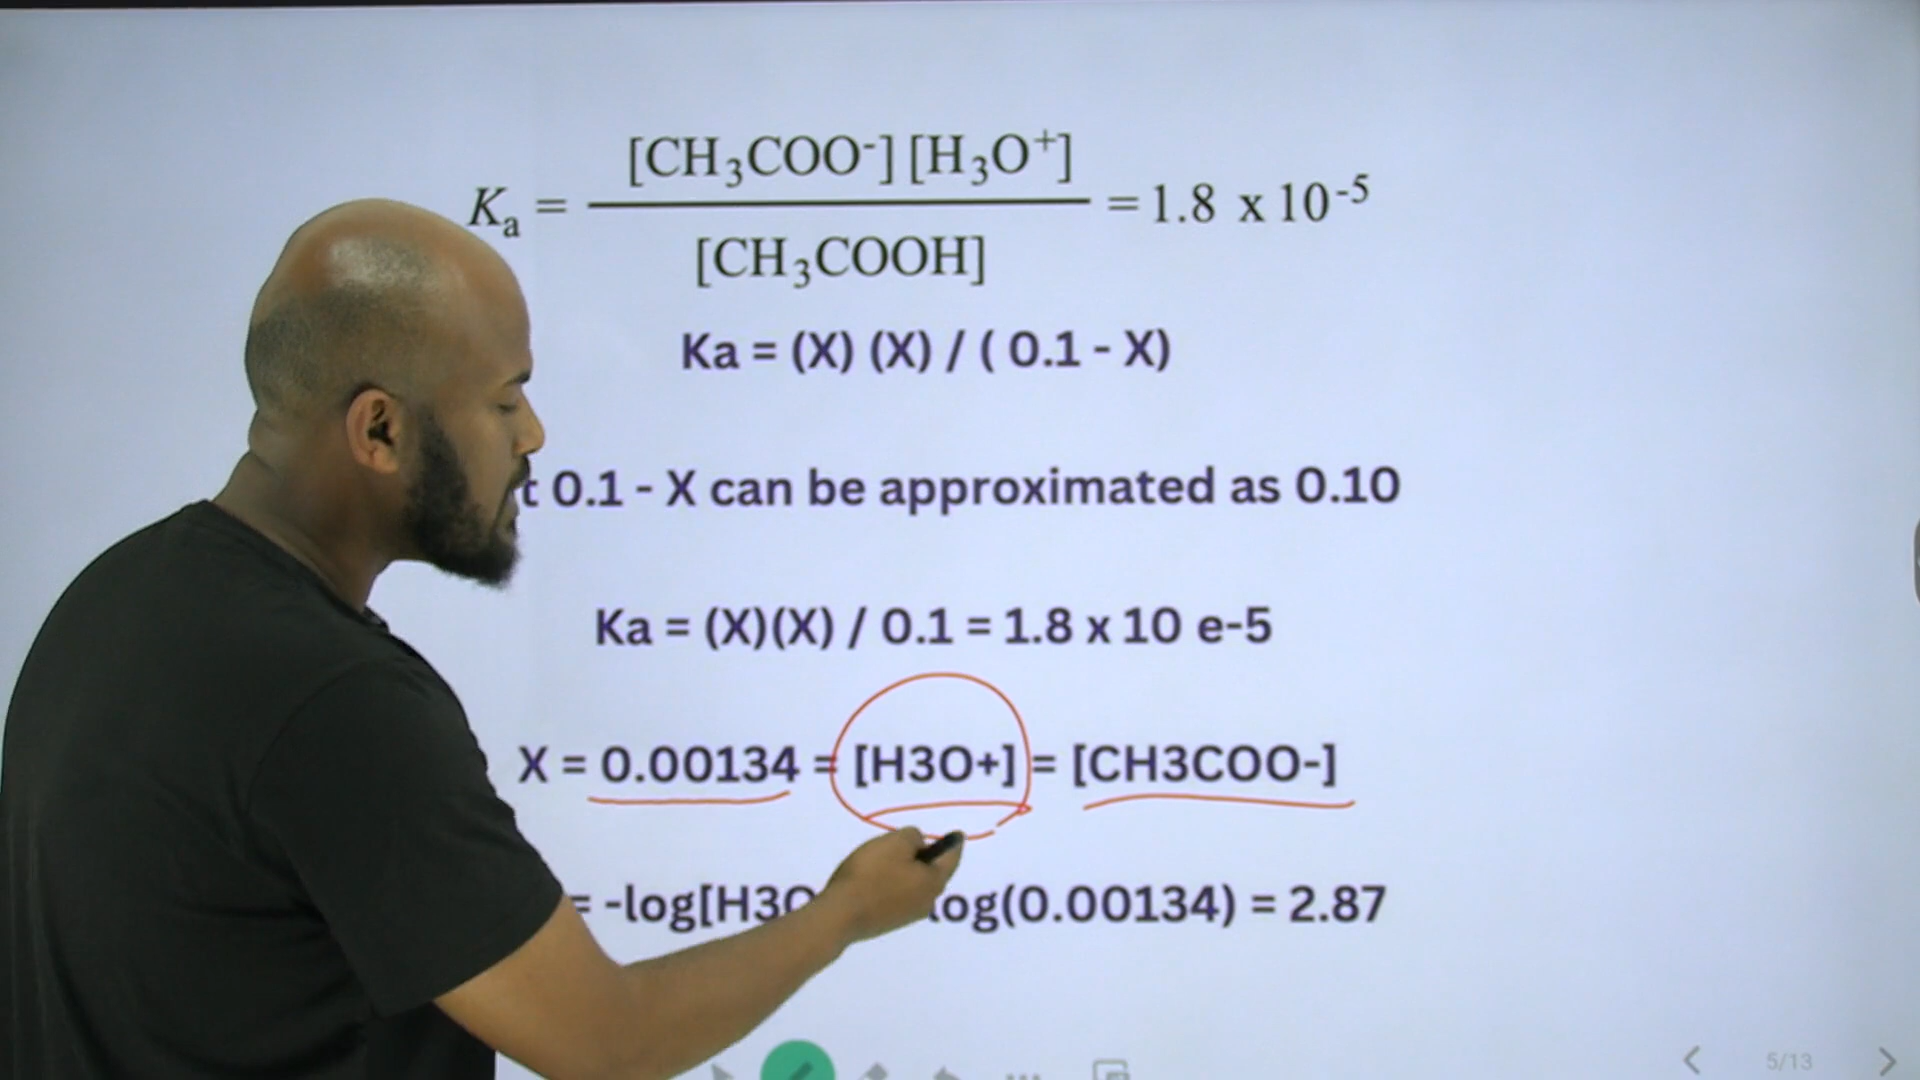 Ka = [CH₃COO⁻] [H₃O⁺] / [CH₃COOH] = 1.8 x 10⁻⁵
Ka = (X) (X) / ( 0.1 - X)
0.1 - X can be approximated as 0.10
Ka = (X)(X) / 0.1 = 1.8 x 10 e-5
X = 0.00134 = [H3O+] = [CH3COO-]
= -log[H3O log(0.00134) = 2.87
5/13